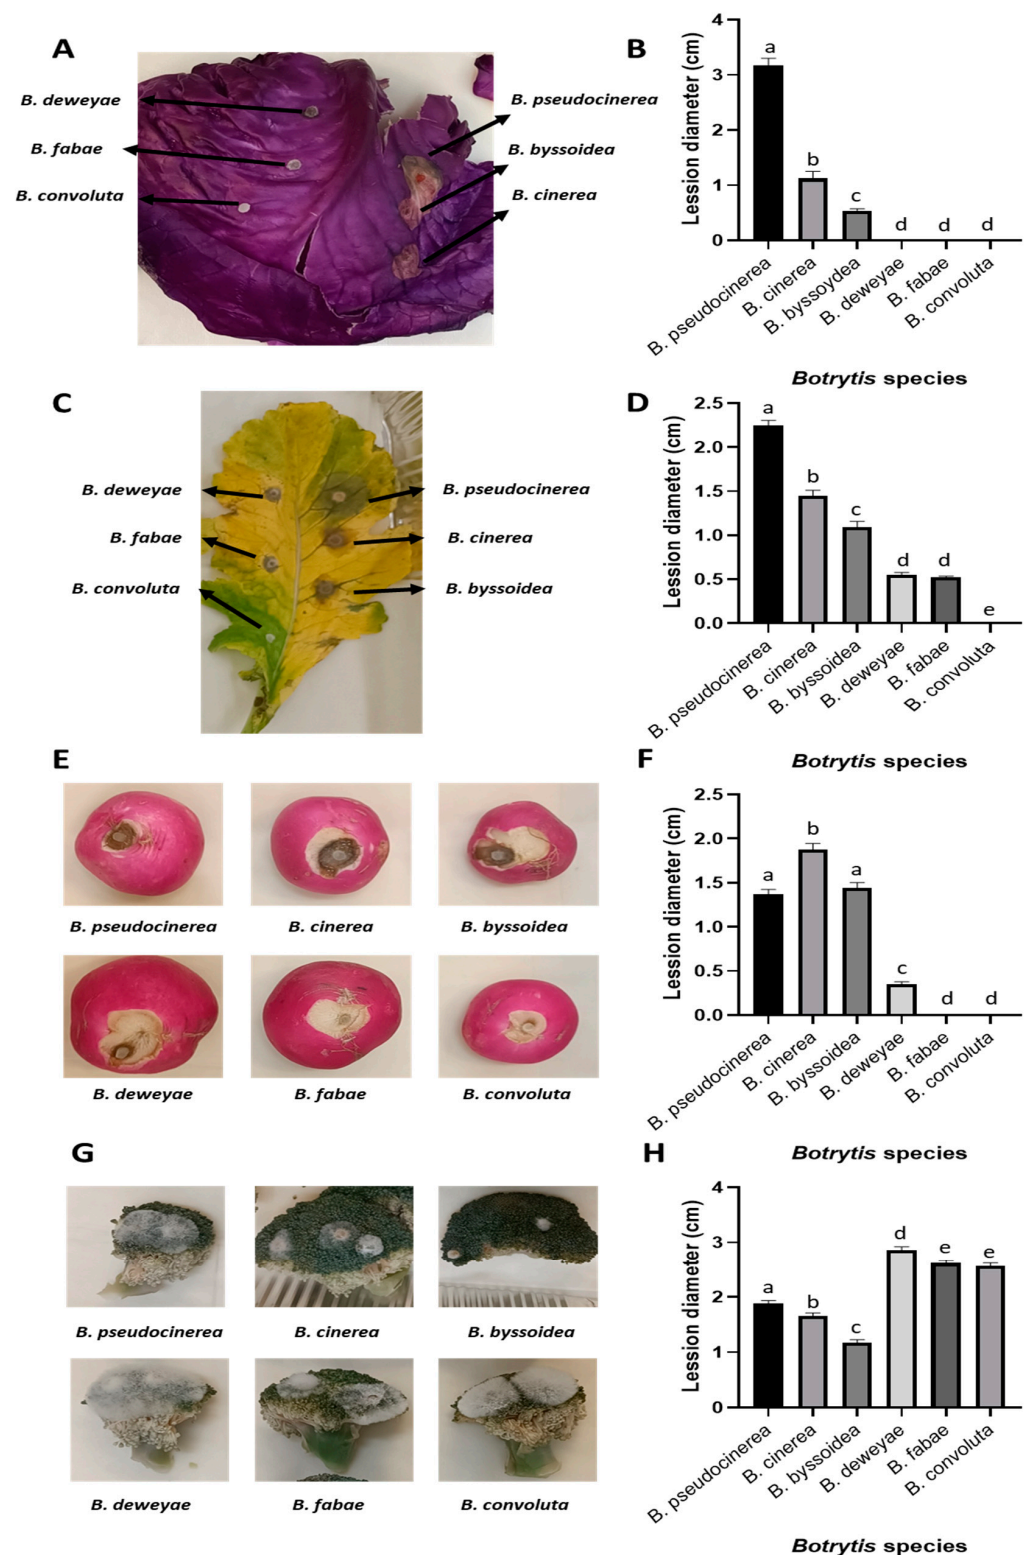 A
B. deweyae
B. fabae
B. convoluta
B. pseudocinerea
B. byssoidea
B. cinerea
B
Lession diameter (cm)
4
3
2
1
0
a
b
c
d
d
d
B. pseudocinerea
B. cinerea
B. byssoydea
B. deweyae
B. fabae
B. convoluta
Botrytis species
C
B. deweyae
B. fabae
B. convoluta
B. pseudocinerea
B. cinerea
B. byssoidea
D
Lession diameter (cm)
2.5
2.0
1.5
1.0
0.5
0.0
a
b
c
d
d
e
B. pseudocinerea
B. cinerea
B. byssoidea
B. deweyae
B. fabae
B. convoluta
Botrytis species
E
B. pseudocinerea
B. cinerea
B. byssoidea
B. deweyae
B. fabae
B. convoluta
F
Lession diameter (cm)
2.5
2.0
1.5
1.0
0.5
0.0
a
b
a
c
d
d
B. pseudocinerea
B. cinerea
B. byssoidea
B. deweyae
B. fabae
B. convoluta
Botrytis species
G
B. pseudocinerea
B. cinerea
B. byssoidea
B. deweyae
B. fabae
B. convoluta
H
Lession diameter (cm)
4
3
2
1
0
a
b
c
d
e
e
B. pseudocinerea
B. cinerea
B. byssoidea
B. deweyae
B. fabae
B. convoluta
Botrytis species